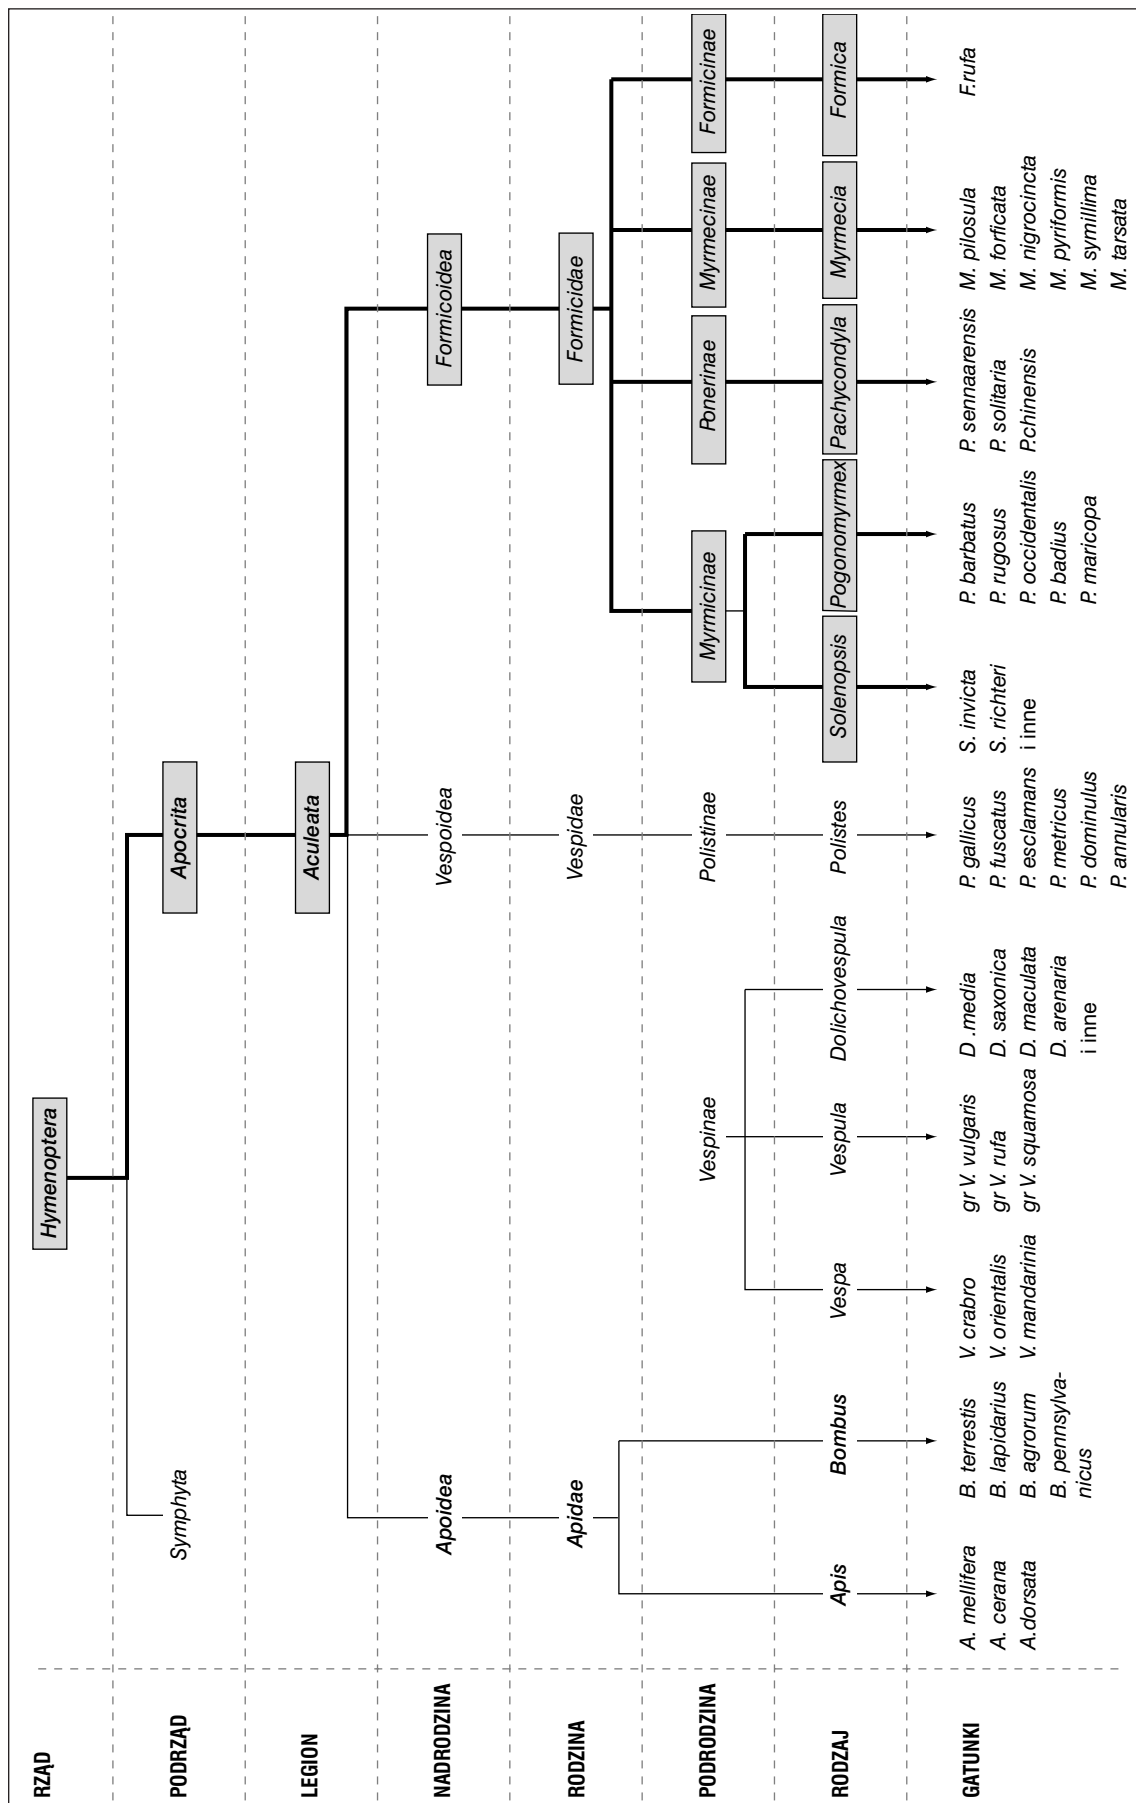 RZĄD
Hymenoptera
PODRZĄD
Symphyta
Apocrita
LEGION
Aculeata
NADRODZINA
Apoidea
Vespoidea
Formicoidea
RODZINA
Apidae
Vespidae
Formicidae
PODRODZINA
Vespinae
Polistinae
Myrmicinae
Ponerinae
Myrmecinae
Formicinae
RODZAJ
Apis
Bombus
Vespa
Vespula
Dolichovespula
Polistes
Solenopsis
Pogonomyrmex
Pachycondyla
Myrmecia
Formica
GATUNKI
A. mellifera
A. cerana
A.dorsata
B. terrestis
B. lapidarius
B. agrorum
B. pennsylva-
nicus
V. crabro
V. orientalis
V. mandarinia
gr V. vulgaris
gr V. rufa
gr V. squamosa
D .media
D. saxonica
D. maculata
D. arenaria
i inne
P. gallicus
P. fuscatus
P. esclamans
P. metricus
P. dominulus
P. annularis
S. invicta
S. richteri
i inne
P. barbatus
P. rugosus
P. occidentalis
P. badius
P. maricopa
P. sennaarensis
P. solitaria
P.chinensis
M. pilosula
M. forficata
M. nigrocincta
M. pyriformis
M. symillima
M. tarsata
F.rufa